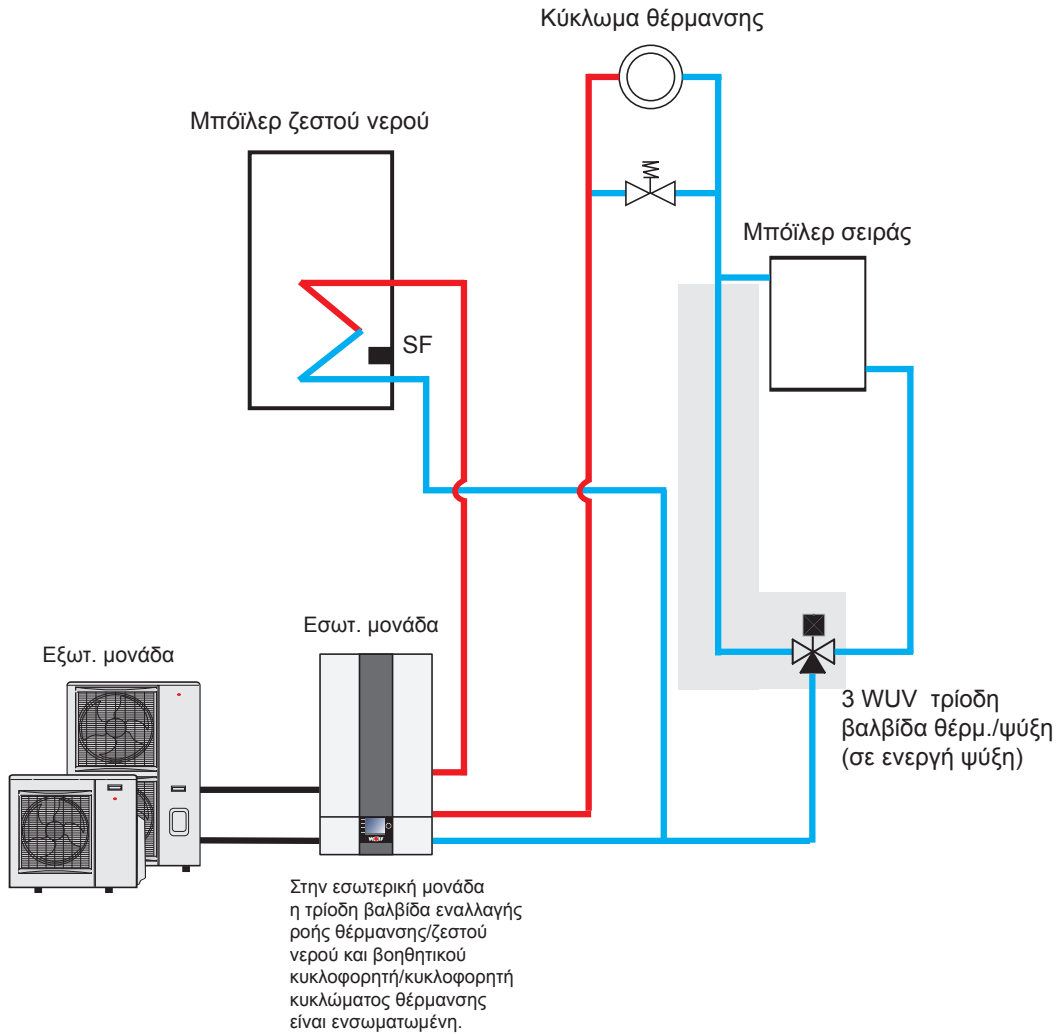 Κύκλωμα θέρμανσης
Μπόϊλερ ζεστού νερού
Μπόϊλερ σειράς
SF
Εσωτ. μονάδα
Εξωτ. μονάδα
3 WUV τρίοδη
βαλβίδα θέρμ./ψύξη
(σε ενεργή ψύξη)
WOLF
Στην εσωτερική μονάδα
η τρίοδη βαλβίδα εναλλαγής
ροής θέρμανσης/ζεστού
νερού και βοηθητικού
κυκλοφορητή/κυκλοφορητή
κυκλώματος θέρμανσης
είναι ενσωματωμένη.